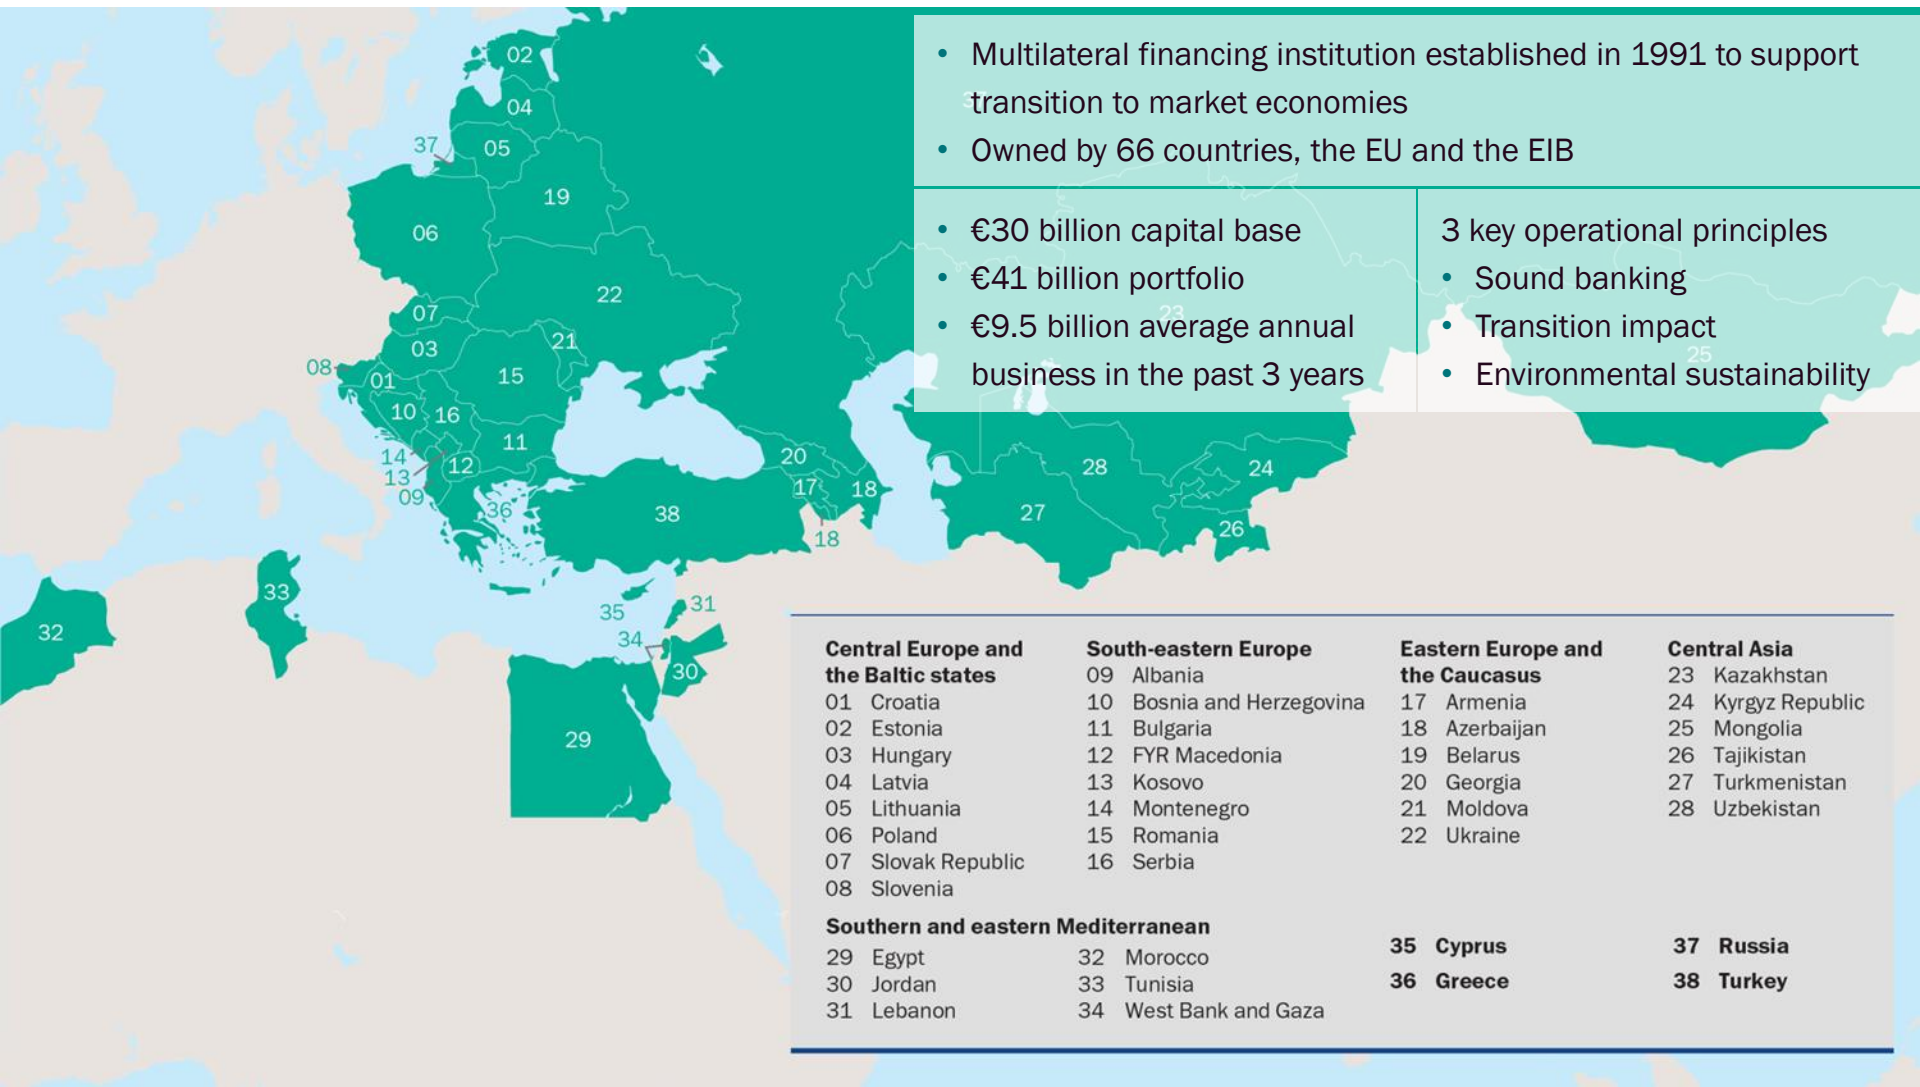 • Multilateral financing institution established in 1991 to support
transition to market economies
• Owned by 66 countries, the EU and the EIB
• €30 billion capital base
• €41 billion portfolio
• €9.5 billion average annual
business in the past 3 years
3 key operational principles
• Sound banking
• Transition impact
• Environmental sustainability
02
04
37
05
19
06
22
07
21
03
08
01
15
10
16
11
14
12
13
09
36
38
20
17
18
18
23
25
28
24
27
26
37
33
32
35
31
34
30
29
Central Europe and
the Baltic states
01 Croatia
02 Estonia
03 Hungary
04 Latvia
05 Lithuania
06 Poland
07 Slovak Republic
08 Slovenia
South-eastern Europe
09 Albania
10 Bosnia and Herzegovina
11 Bulgaria
12 FYR Macedonia
13 Kosovo
14 Montenegro
15 Romania
16 Serbia
Eastern Europe and
the Caucasus
17 Armenia
18 Azerbaijan
19 Belarus
20 Georgia
21 Moldova
22 Ukraine
Central Asia
23 Kazakhstan
24 Kyrgyz Republic
25 Mongolia
26 Tajikistan
27 Turkmenistan
28 Uzbekistan
Southern and eastern Mediterranean
29 Egypt
30 Jordan
31 Lebanon
32 Morocco
33 Tunisia
34 West Bank and Gaza
35 Cyprus
36 Greece
37 Russia
38 Turkey